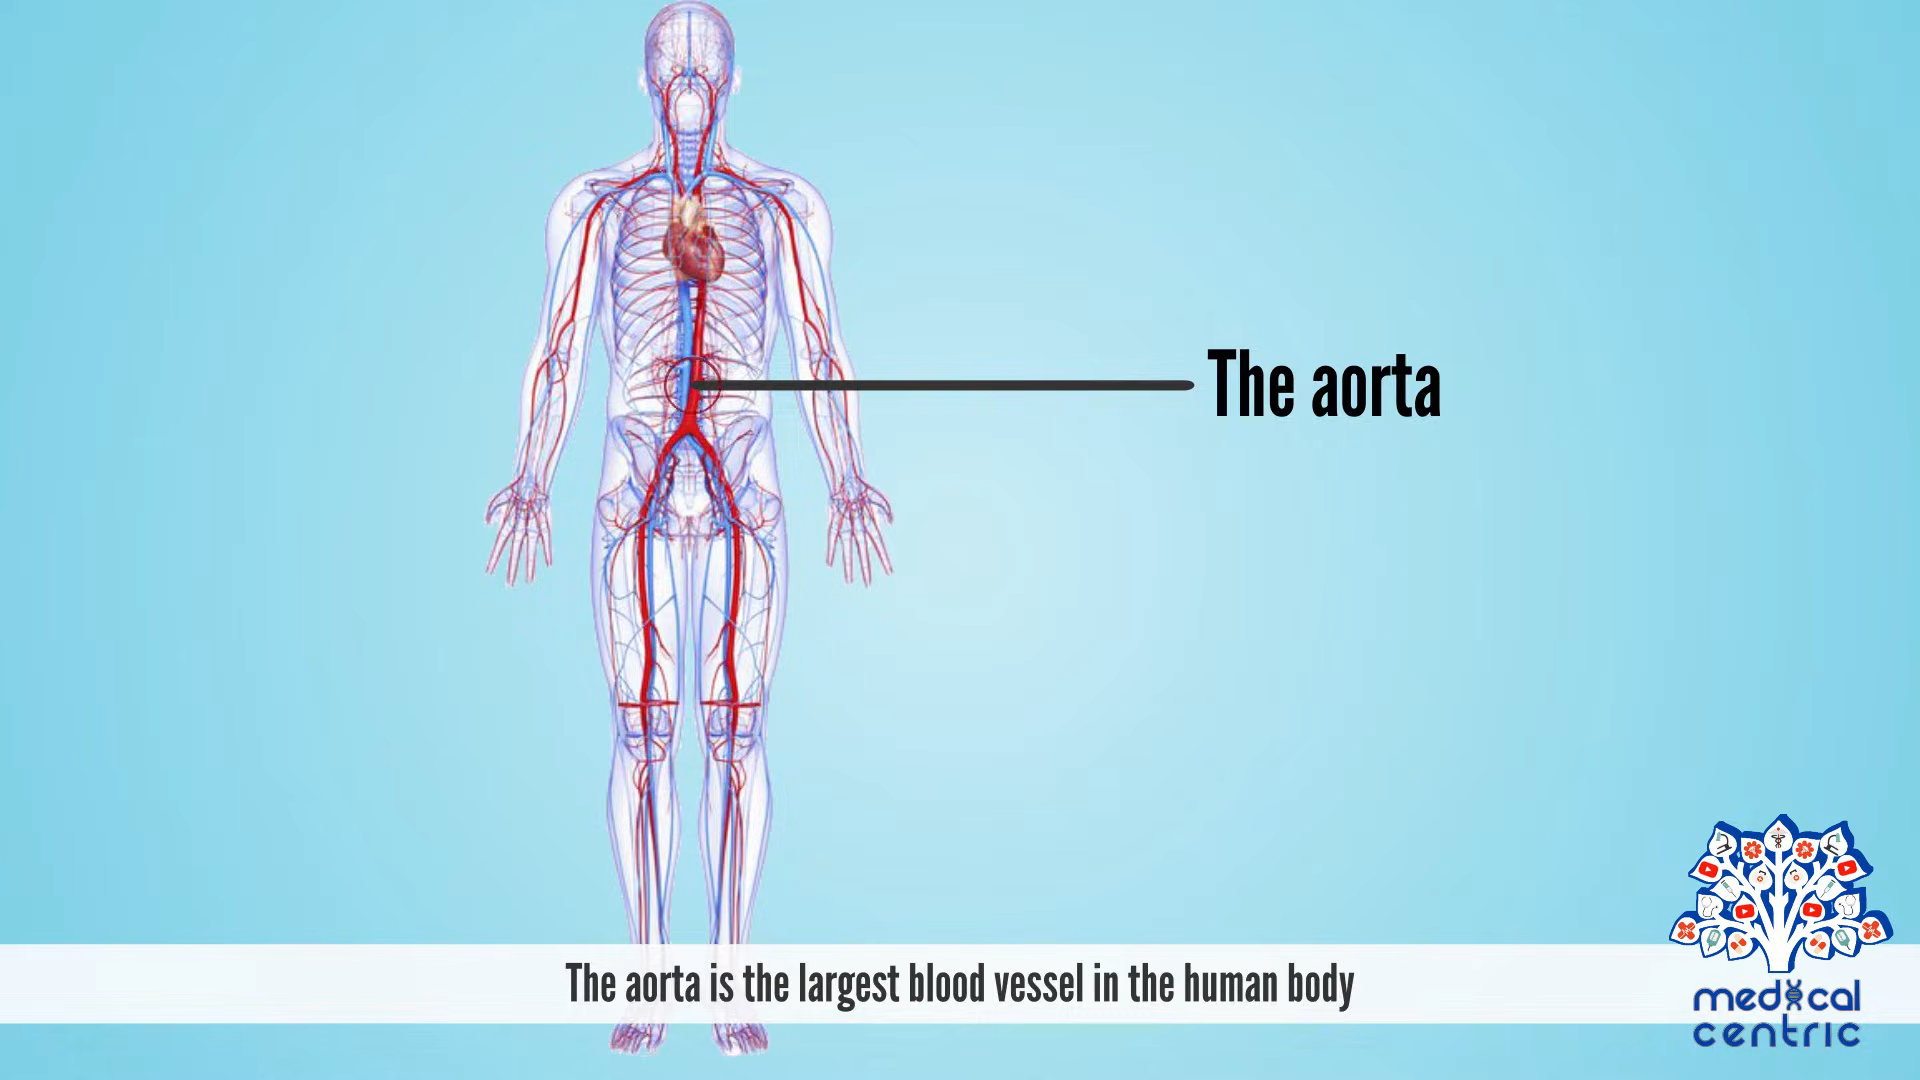 The aorta
The aorta is the largest blood vessel in the human body
medical
centric